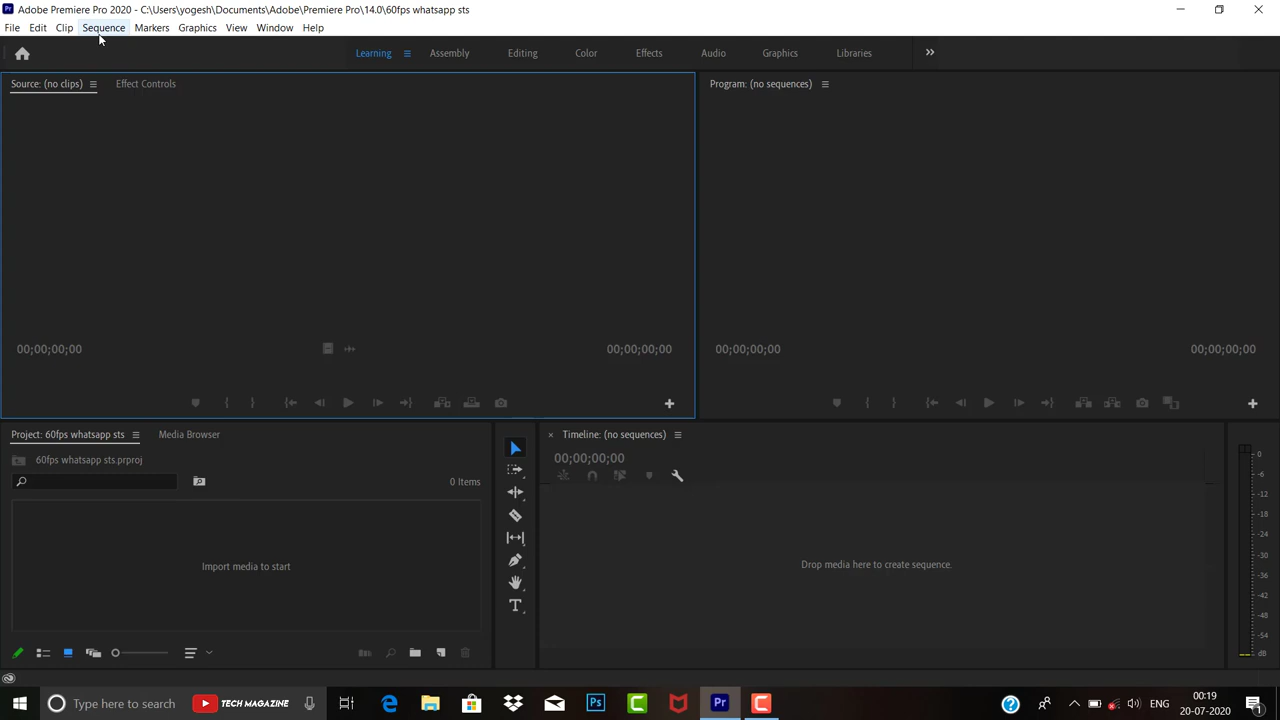 Adobe Premiere Pro 2020 - C:\Users\yogesh\Documents\Adobe\Premiere Pro\14.0\60fps whatsapp sts
File Edit Clip Sequence Markers Graphics View Window Help
Learning Assembly Editing Color Effects Audio Graphics Libraries
Source: (no clips) Effect Controls
Program: (no sequences)
00;00;00;00 00;00;00;00
00;00;00;00 00;00;00;00
Project: 60fps whatsapp sts Media Browser
60fps whatsapp sts.prproj
0 Items
Import media to start
Timeline: (no sequences)
00;00;00;00
Drop media here to create sequence.
0
-6
-12
-18
-24
-30
-36
-42
-48
-54
dB
Type here to search
TECH MAGAZINE
Ps
Pr
ENG
00:19
20-07-2020
1